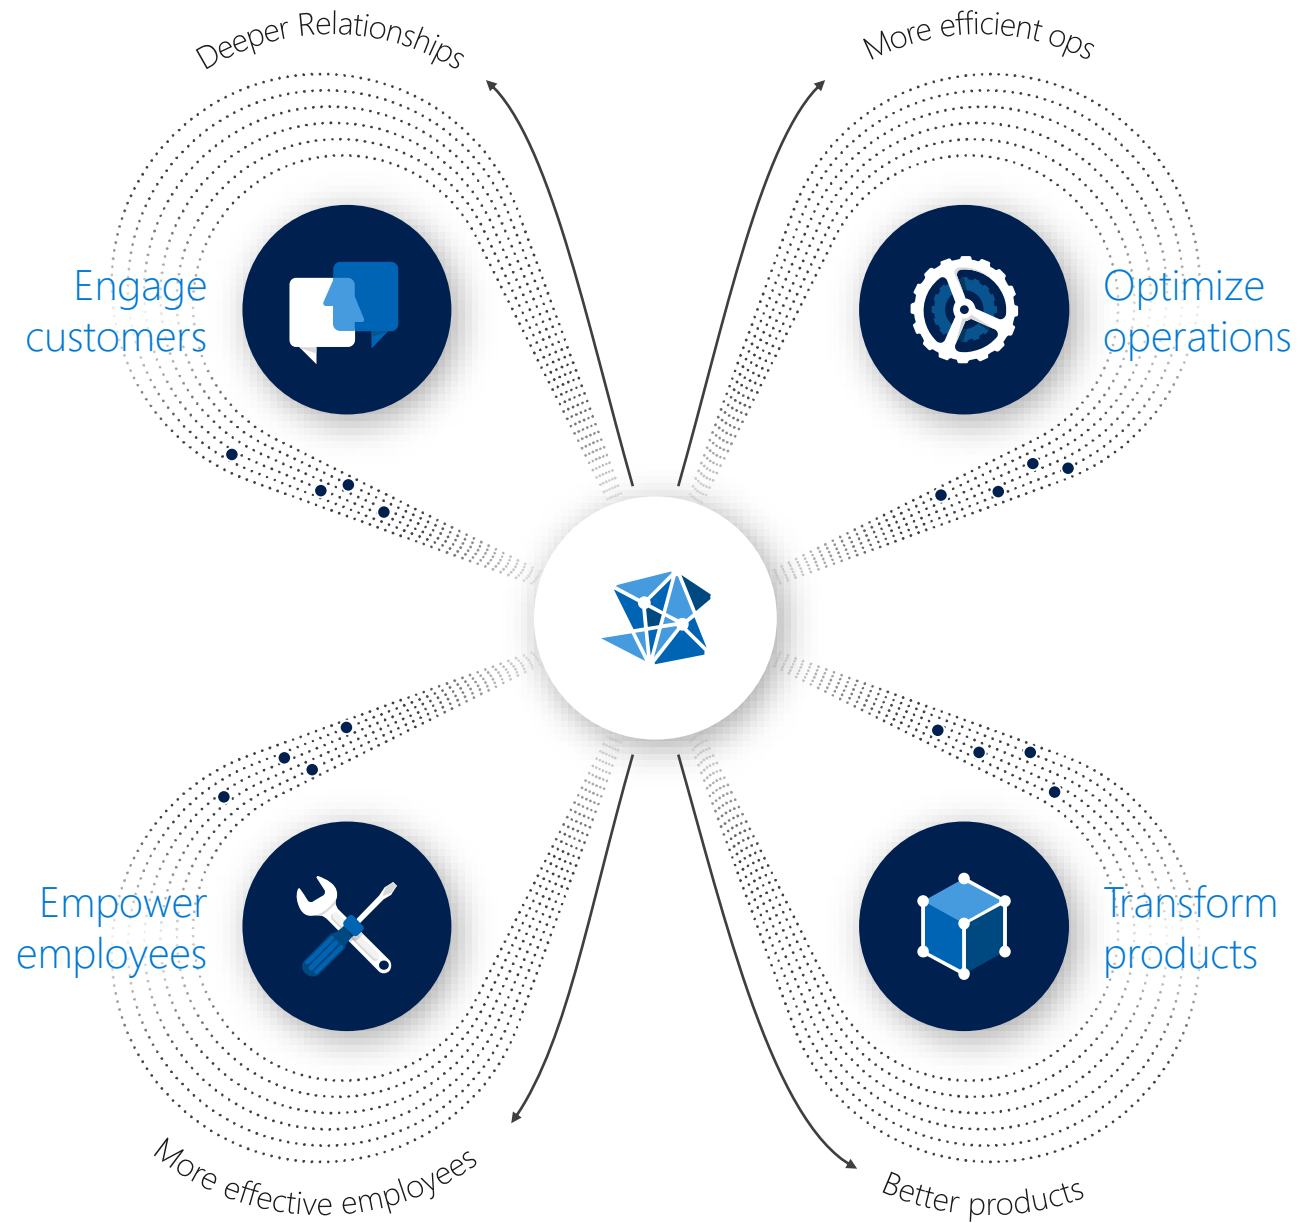 Deeper Relationships
More efficient ops
Engage
customers
Optimize
operations
Empower
employees
Transform
products
More effective employees
Better products